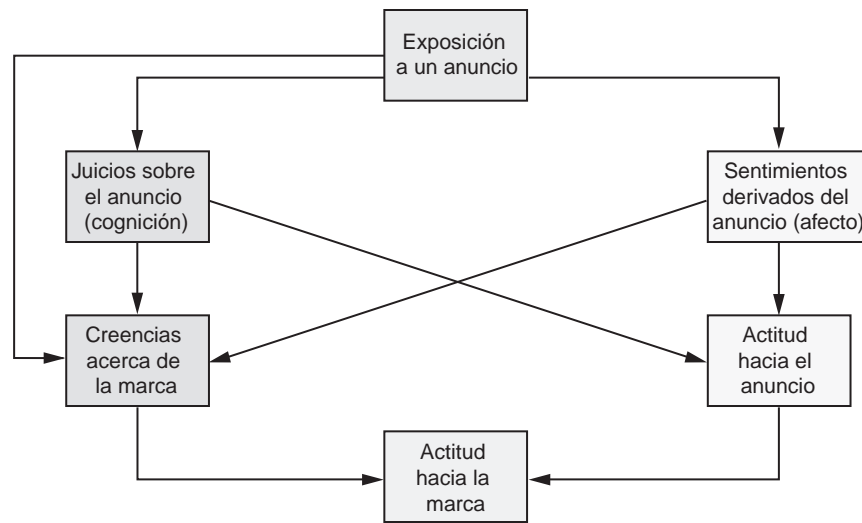 Exposición
a un anuncio
Juicios sobre
el anuncio
(cognición)
Sentimientos
derivados del
anuncio (afecto)
Creencias
acerca de
la marca
Actitud
hacia el
anuncio
Actitud
hacia la
marca